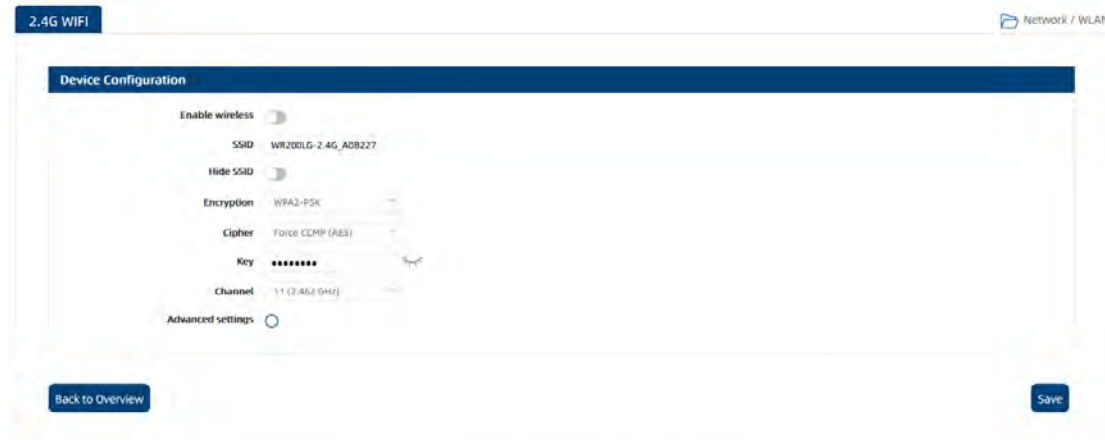 2.4G WIFI
Network / WLAN
Device Configuration
Enable wireless
SSID WR200LG-2.4G_A0B227
Hide SSID
Encryption WPA2-PSK
Cipher Force CCMP (AES)
Key ••••••••
Channel 11 (2.462 GHz)
Advanced settings
Back to Overview
Save